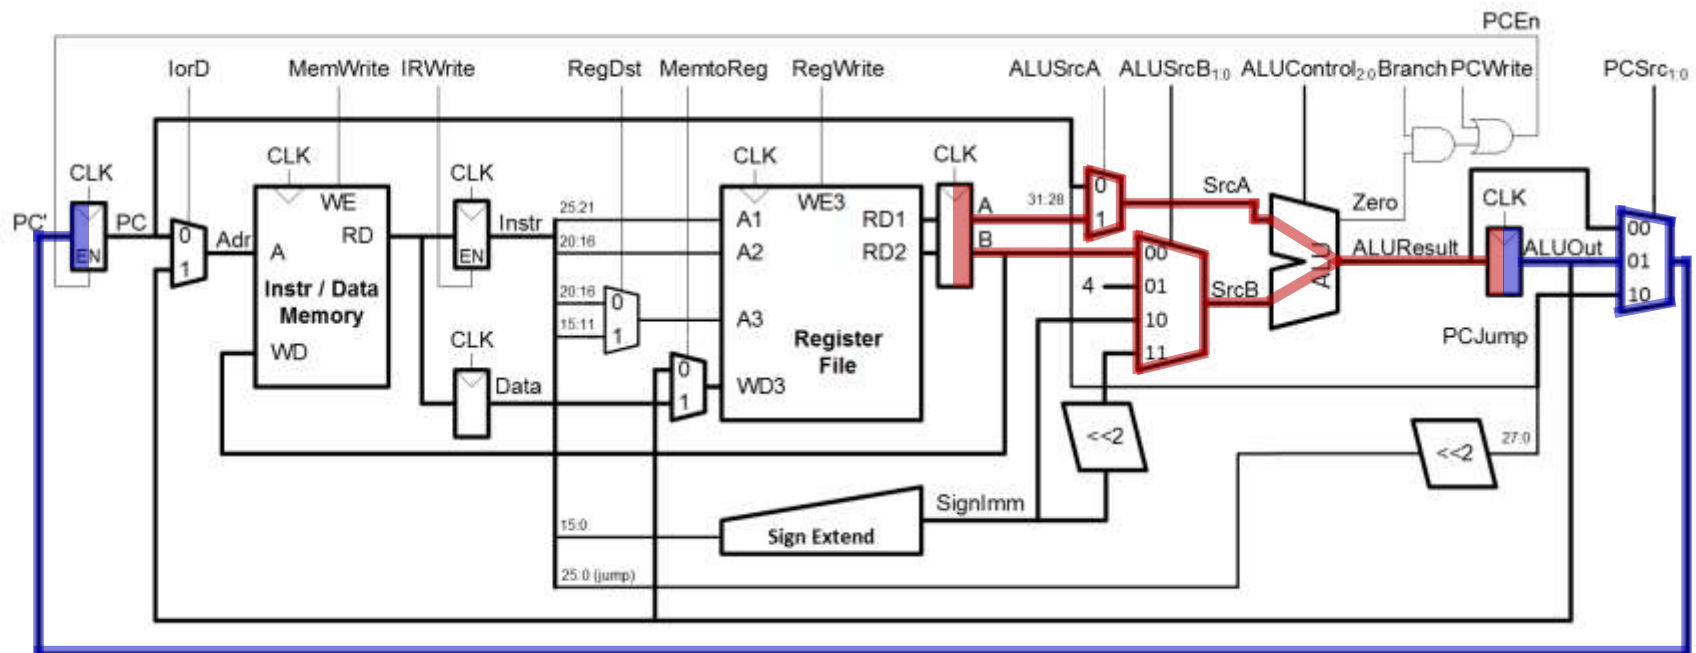 PCEn
IorD MemWrite IRWrite RegDst MemtoReg RegWrite ALUSrcA ALUSrcB1:0 ALUControl2:0 Branch PCWrite PCSrc1:0
CLK CLK CLK CLK CLK CLK
PC' PC EN
0 1 Adr
WE A RD
Instr / Data
Memory
WD
EN Instr
CLK Data
25:21
20:16
20:16
15:11
0 1
0 1
WE3
A1 RD1
A2 RD2
A3
Register
File
WD3
A
B
31:28
0
1
00
4 01
10
11
SrcA
SrcB
ALU
Zero
ALUResult
ALUOut
00
01
10
PCJump
<<2
<<2
27:0
SignImm
15:0
Sign Extend
25:0 (jump)